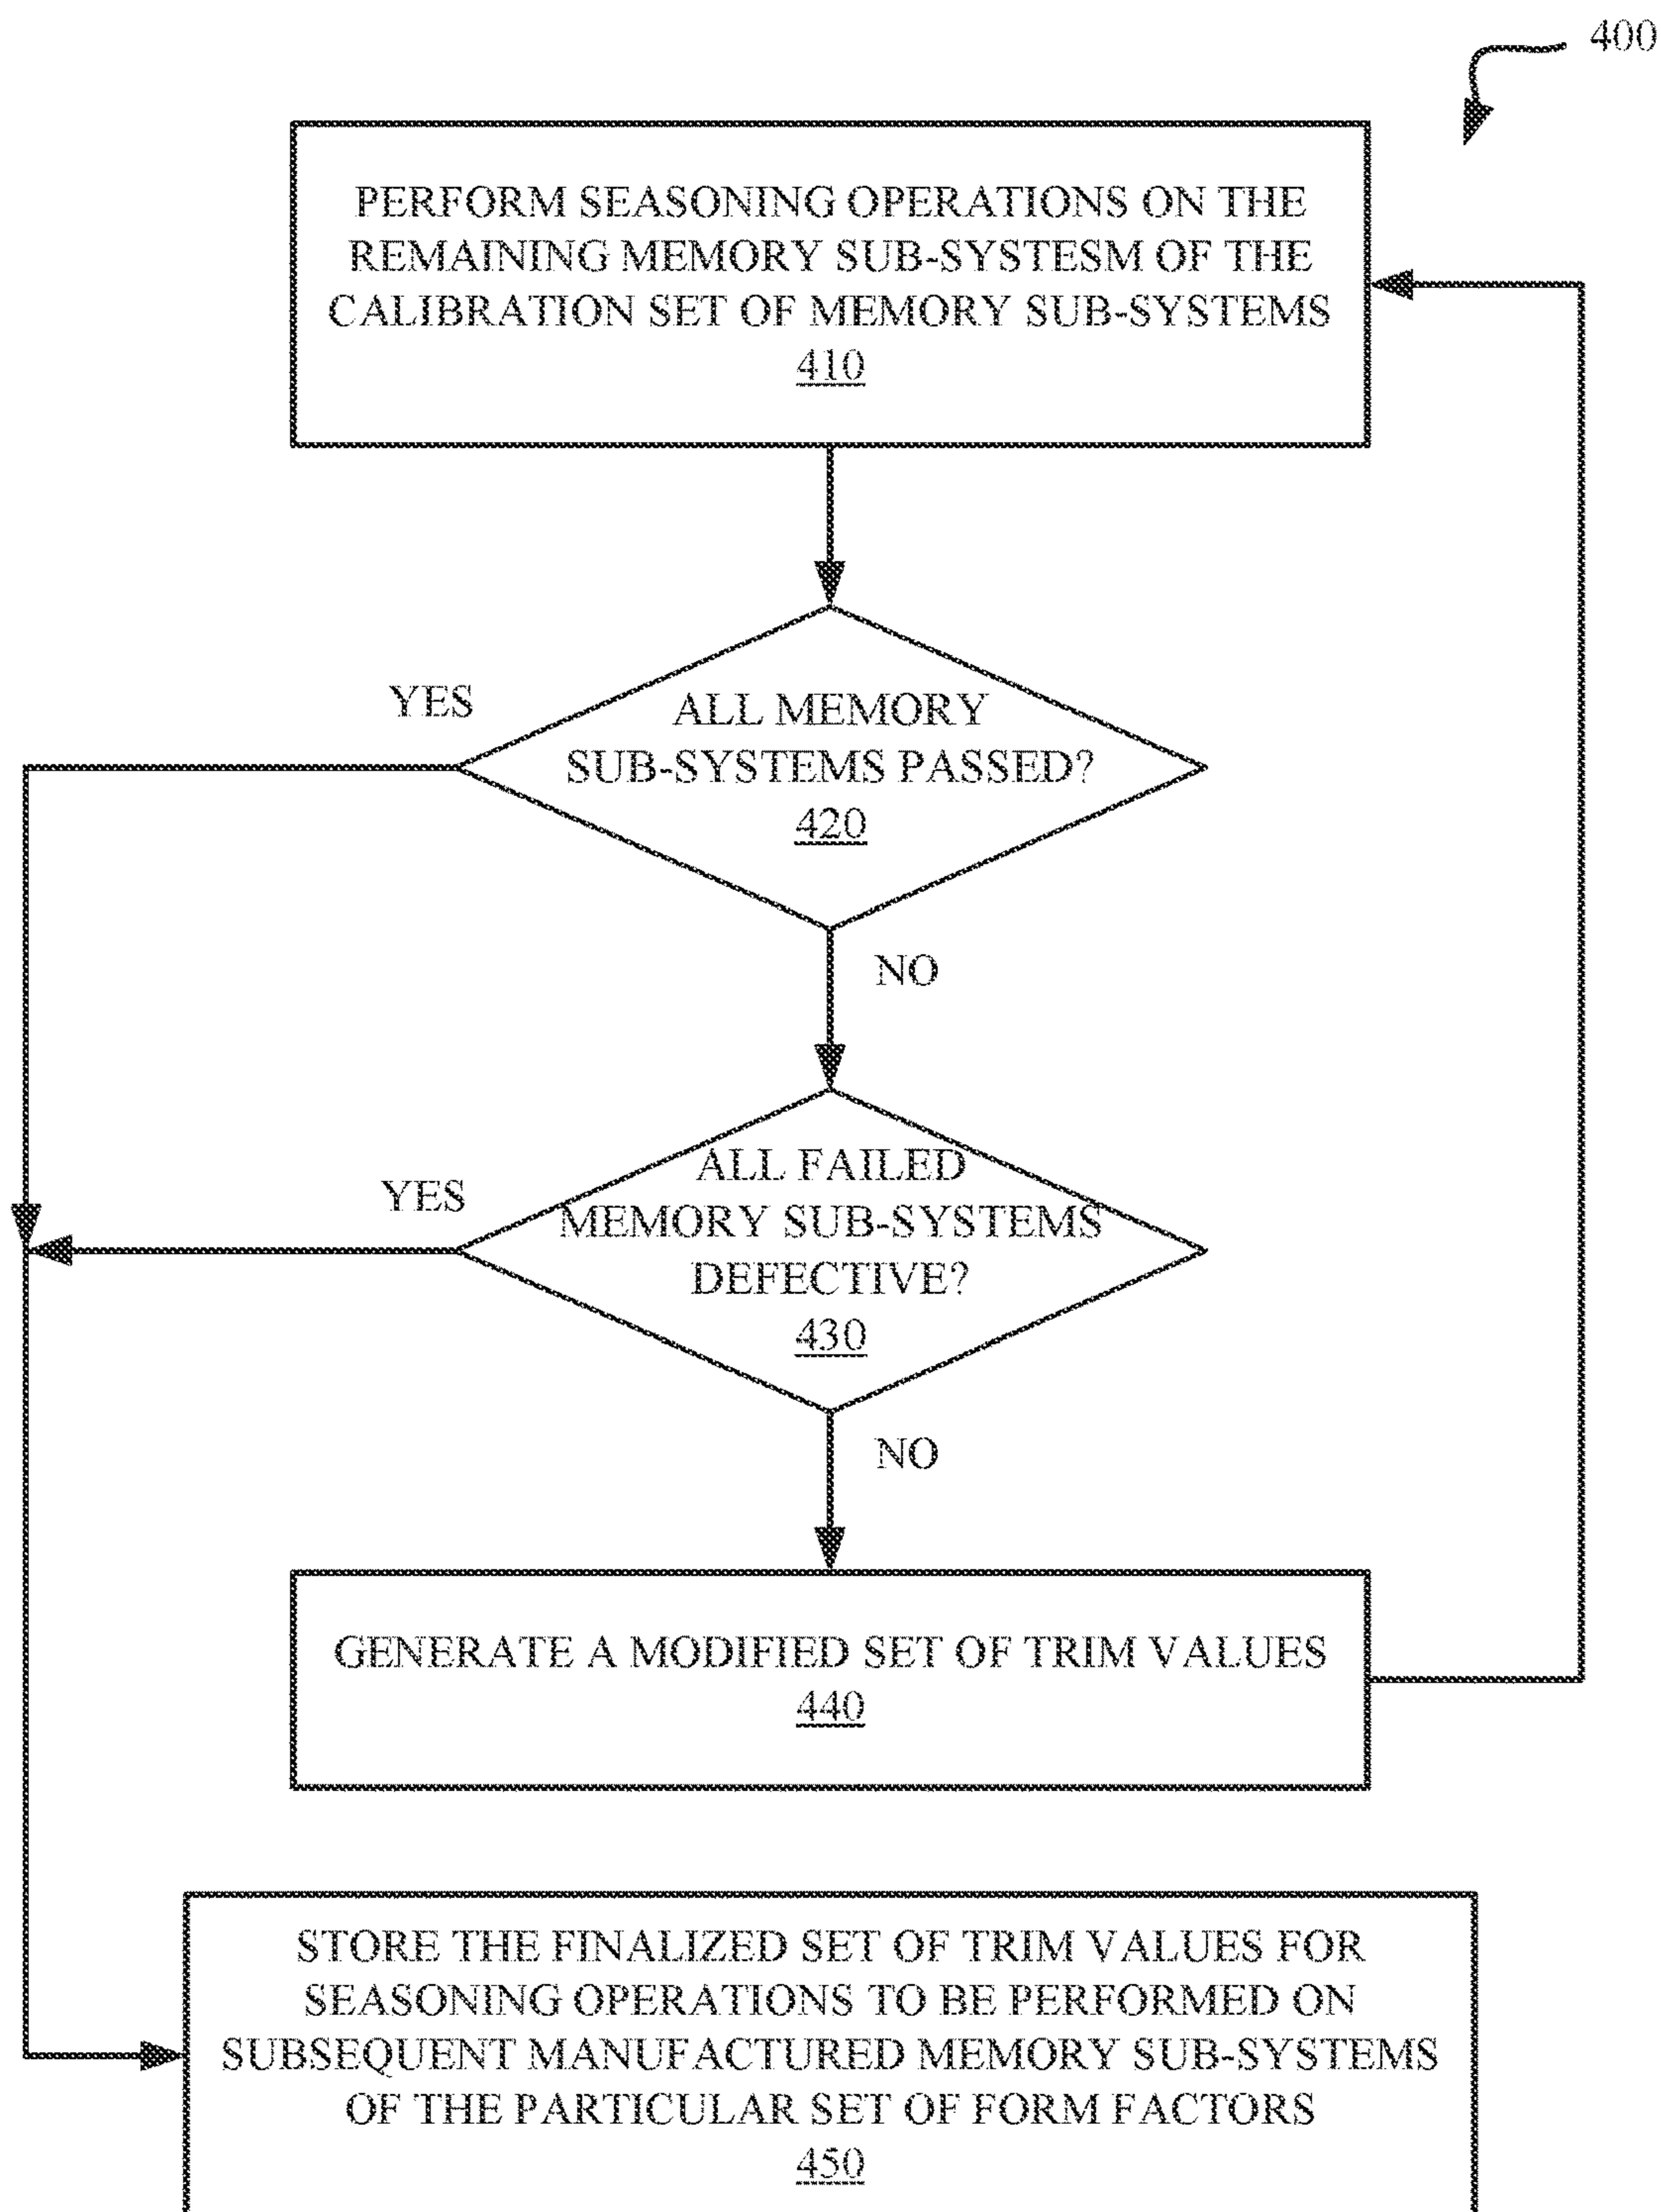 400
PERFORM SEASONING OPERATIONS ON THE
REMAINING MEMORY SUB-SYSTESM OF THE
CALIBRATION SET OF MEMORY SUB-SYSTEMS
410
YES
ALL MEMORY
SUB-SYSTEMS PASSED?
420
NO
YES
ALL FAILED
MEMORY SUB-SYSTEMS
DEFECTIVE?
430
NO
GENERATE A MODIFIED SET OF TRIM VALUES
440
STORE THE FINALIZED SET OF TRIM VALUES FOR
SEASONING OPERATIONS TO BE PERFORMED ON
SUBSEQUENT MANUFACTURED MEMORY SUB-SYSTEMS
OF THE PARTICULAR SET OF FORM FACTORS
450